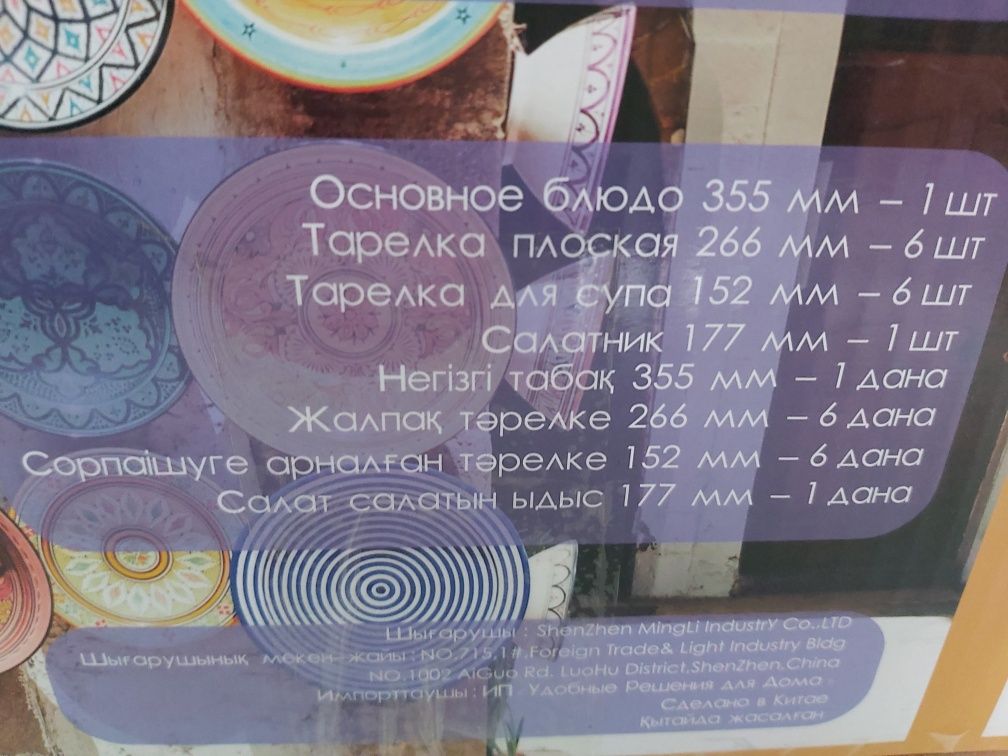 Основное блюдо 355 мм – 1 шт
Тарелка плоская 266 мм – 6 шт
Тарелка для супа 152 мм – 6 шт
Салатник 177 мм – 1 шт
Негізгі табақ 355 мм – 1 дана
Жалпақ тәрелке 266 мм – 6 дана
Сорпаішуге арналған тәрелке 152 мм – 6 дана
Салат салатын ыдыс 177 мм – 1 дана
Шығарушы : ShenZhen MingLi IndustrY Co..LTD
Шығарушының мекен-жайы : NO.715,1#.Foreign Trade& Light Industry Bldg
NO.1002 AiGuo Rd. LuoHu District.ShenZhen.China
Импорттаушы : ИП - Удобные Решения для Дома -
Сделано в Китае
Қытайда жасалған